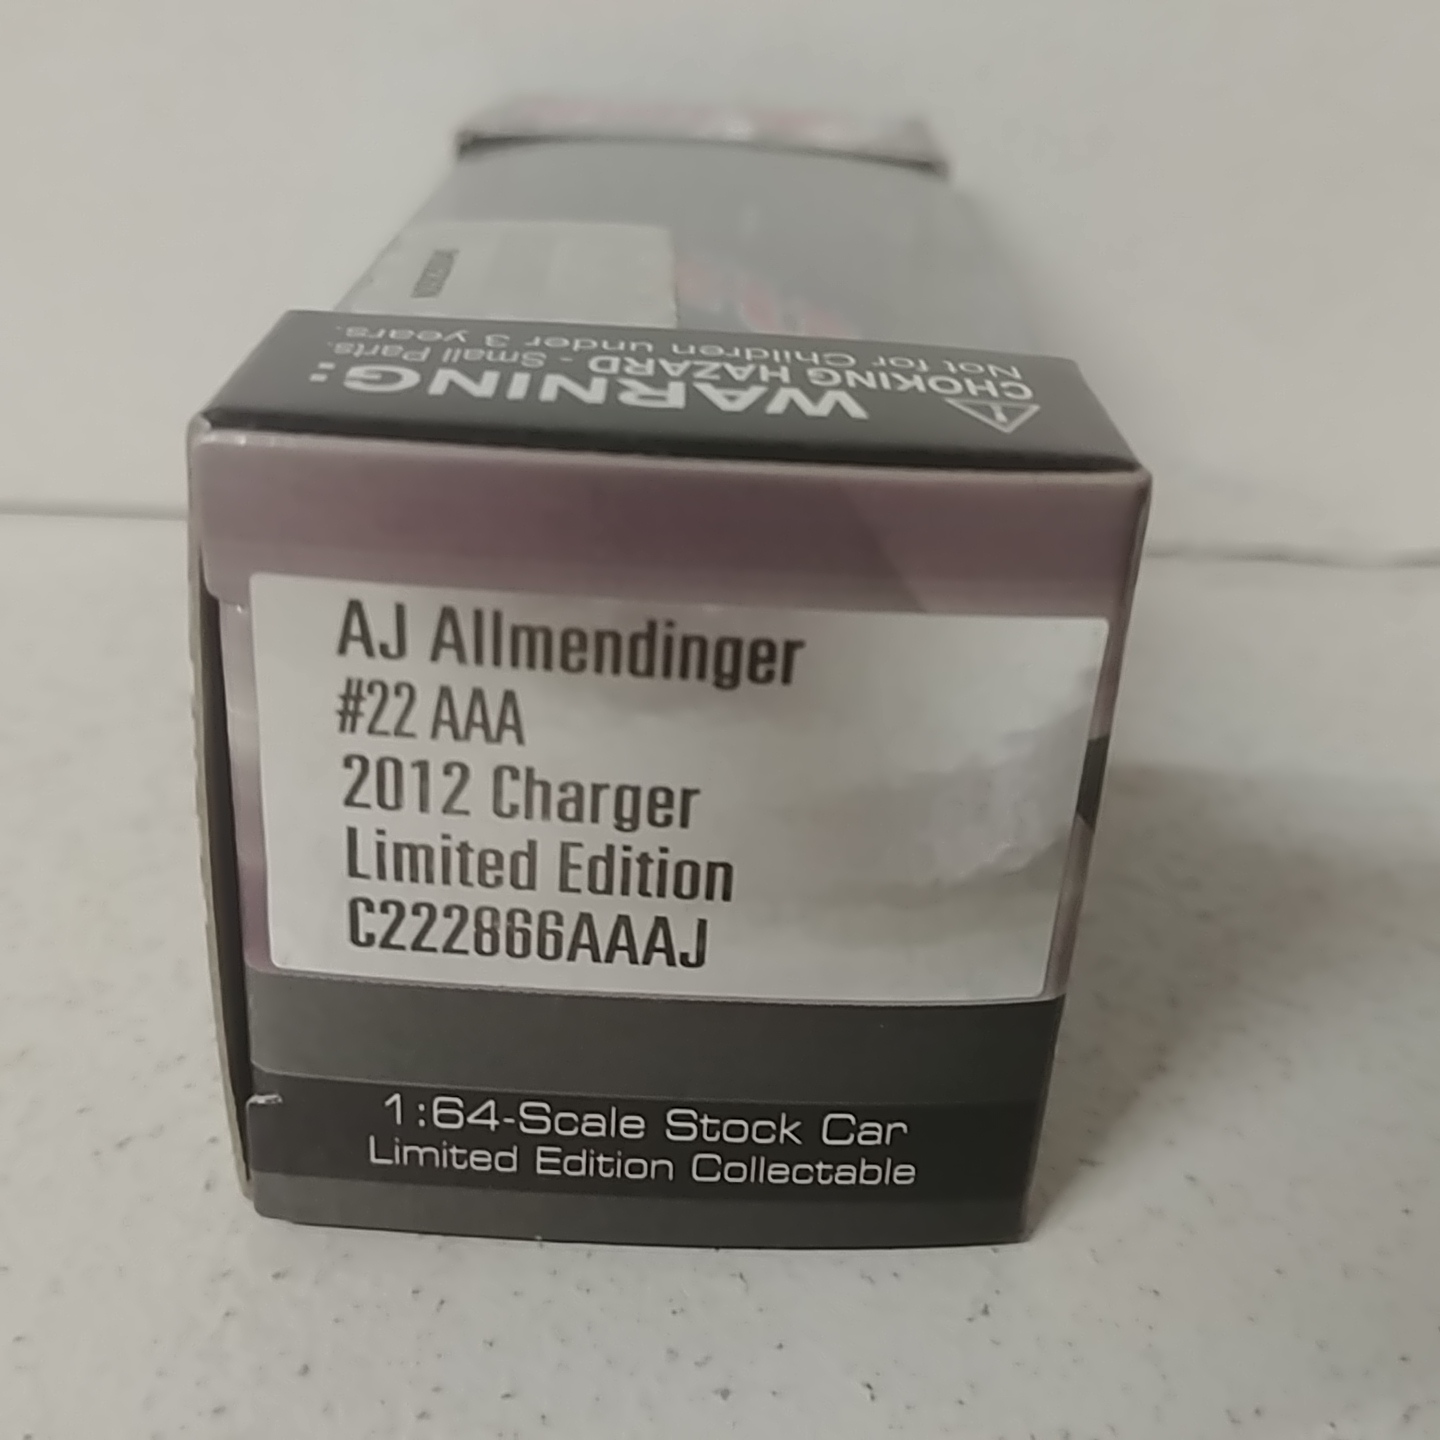 WARNING:
CHOKING HAZARD - Small Parts.
Not for Children under 3 years.
AJ Allmendinger
#22 AAA
2012 Charger
Limited Edition
C222866AAAJ
1:64-Scale Stock Car
Limited Edition Collectable